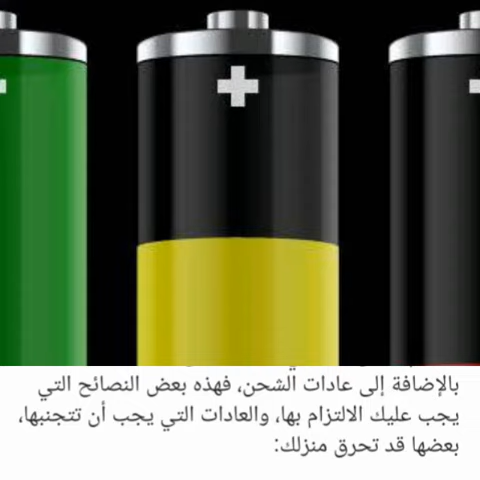 بالإضافة إلى عادات الشحن، فهذه بعض النصائح التي
يجب عليك الالتزام بها، والعادات التي يجب أن تتجنبها،
بعضها قد تحرق منزلك: